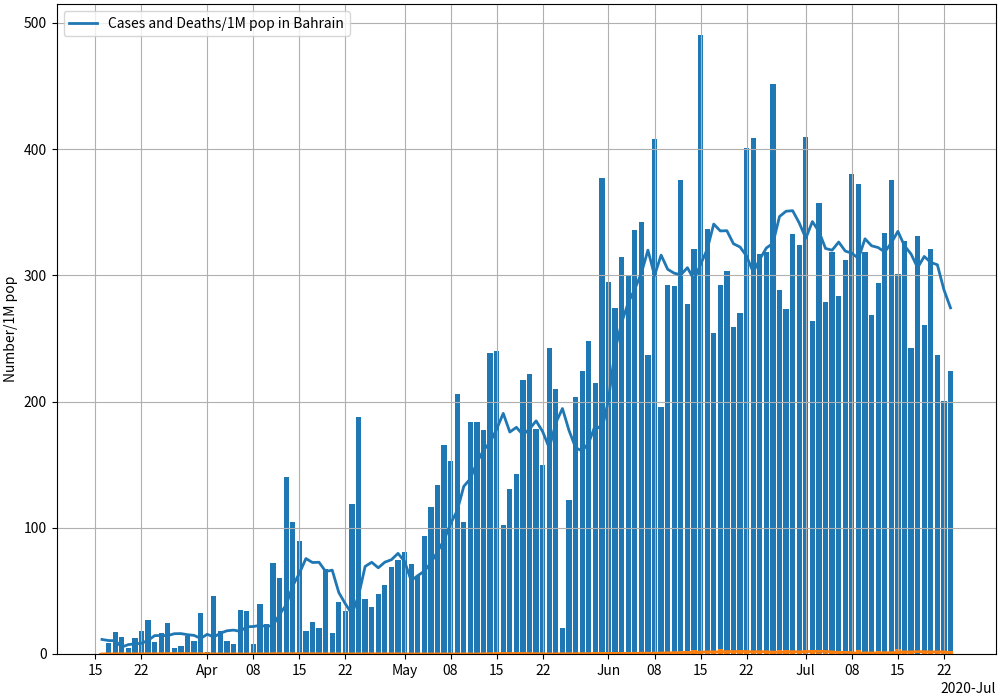 Cases and Deaths/1M pop in Bahrain
Number/1M pop
500
400
300
200
100
0
15 22 Apr 08 15 22 May 08 15 22 Jun 08 15 22 Jul 08 15 22
2020-Jul